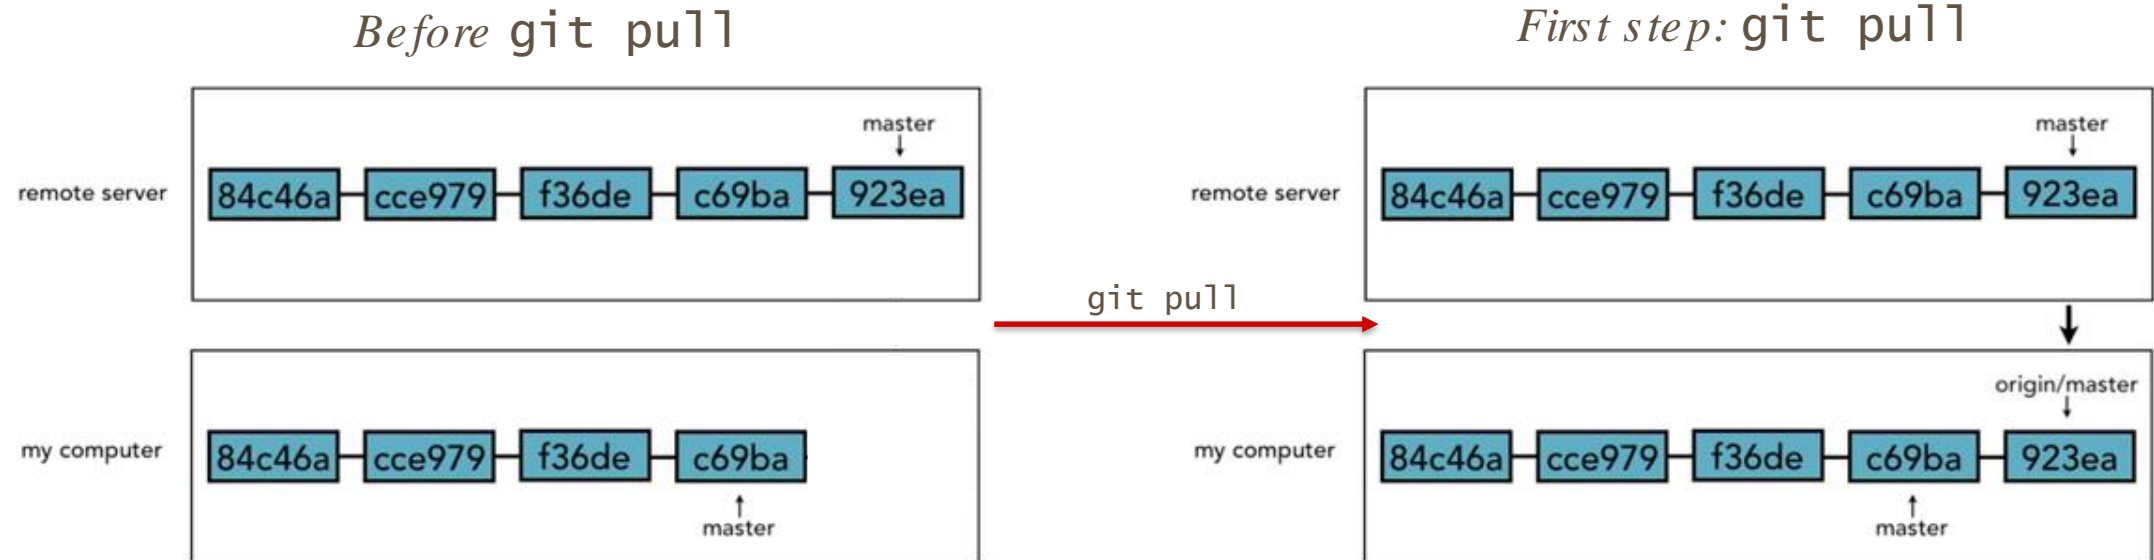 Before git pull
master
remote server
84c46a cce979 f36de c69ba 923ea
my computer
84c46a cce979 f36de c69ba
master
git pull
First step: git pull
master
remote server
84c46a cce979 f36de c69ba 923ea
origin/master
my computer
84c46a cce979 f36de c69ba 923ea
master